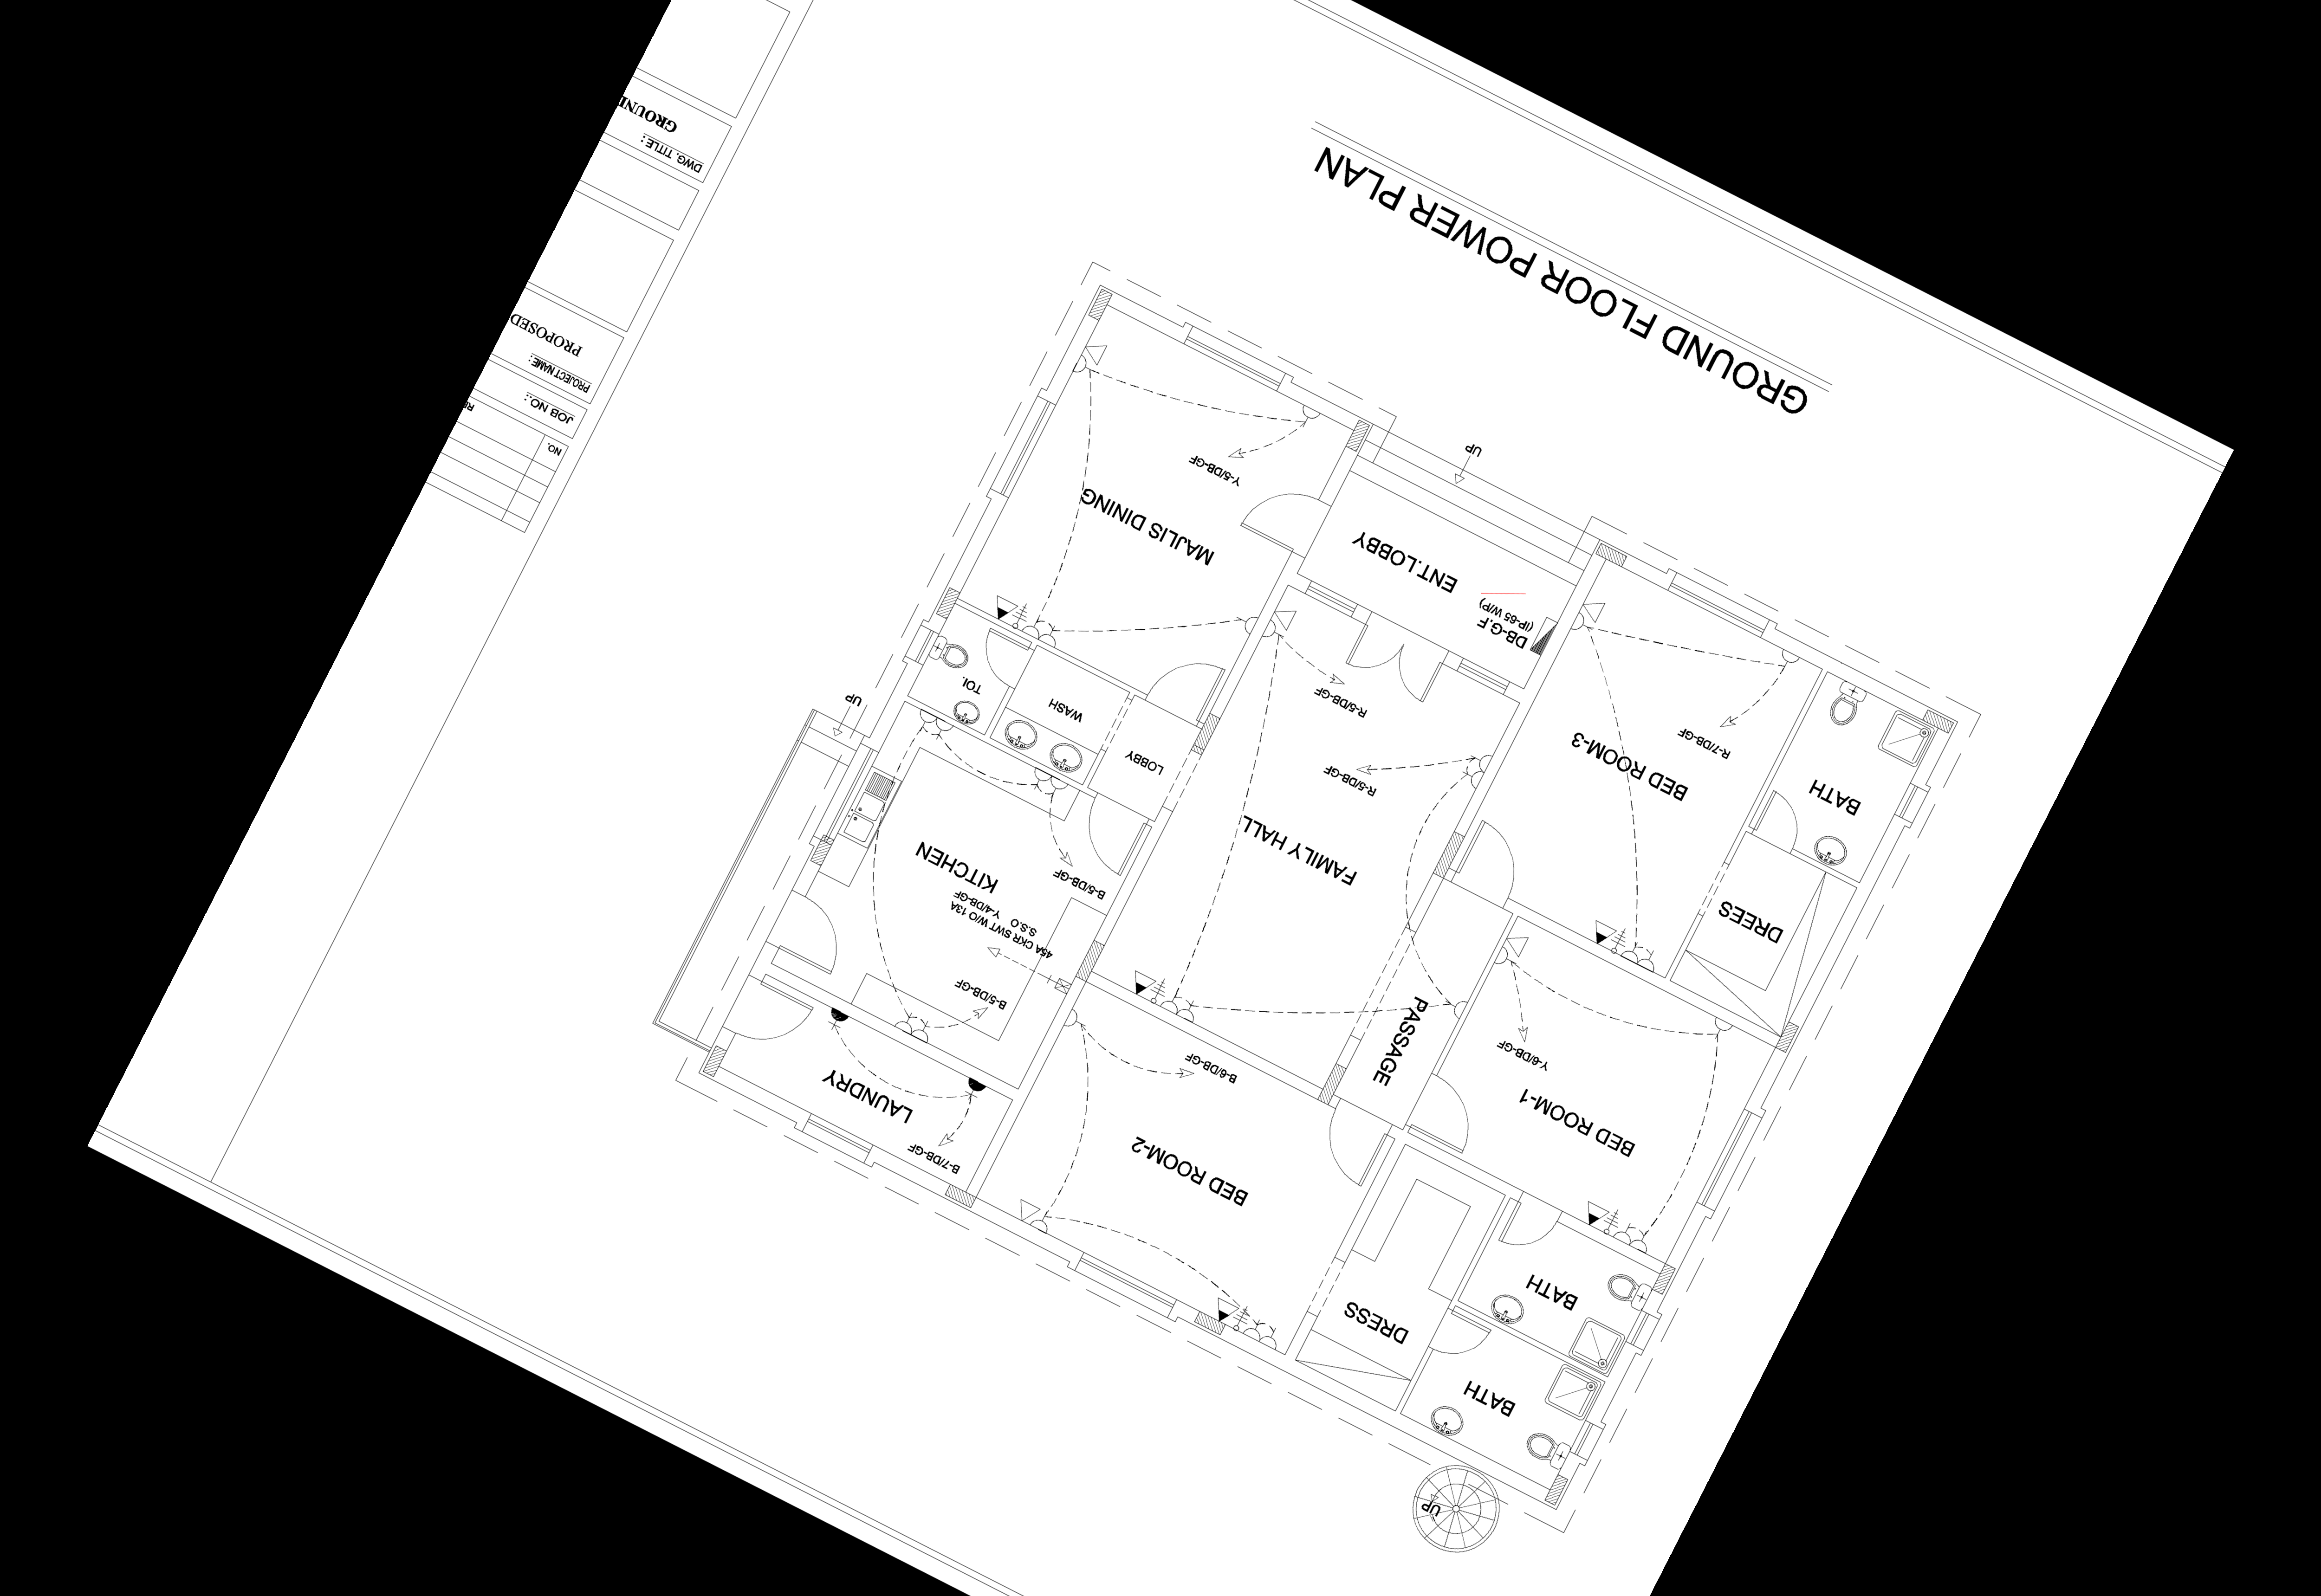 BATH
BATH
DRESS
BED ROOM-2
B-7/DB-GF
LAUNDRY
BED ROOM-1
Y-6/DB-GF
B-6/DB-GF
PASSAGE
B-5/DB-GF
45A CKR SWT W/O 13A
S.S.O Y-4/DB-GF
KITCHEN
B-5/DB-GF
DREES
BATH
BED ROOM-3
R-7/DB-GF
FAMILY HALL
R-5/DB-GF
R-5/DB-GF
LOBBY
WASH
TOI.
UP
DB-G.F
(IP-65 W/P)
ENT.LOBBY
MAJLIS DINING
Y-5/DB-GF
UP
UP
GROUND FLOOR POWER PLAN
NO.
JOB NO.:
PROJECT NAME:
PROPOSED
DWG. TITLE :
GROUND